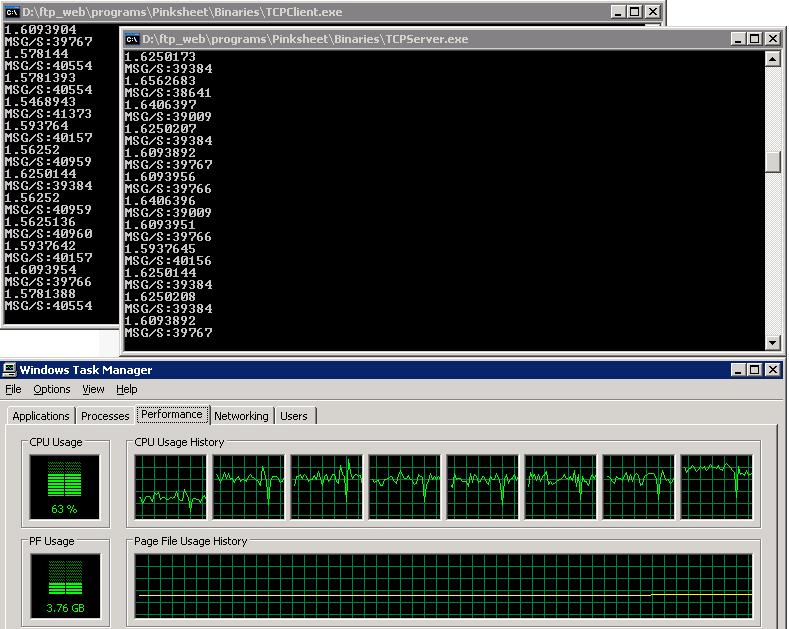 D:\ftp_web\programs\Pinksheet\Binaries\TCPClient.exe
1.6093904
MSG/S:39767
1.578144
MSG/S:40554
1.5781393
MSG/S:40554
1.5468943
MSG/S:41373
1.593764
MSG/S:40157
1.56252
MSG/S:40959
1.6250144
MSG/S:39384
1.56252
MSG/S:40959
1.5625136
MSG/S:40960
1.5937642
MSG/S:40157
1.6093954
MSG/S:39766
1.5781388
MSG/S:40554
D:\ftp_web\programs\Pinksheet\Binaries\TCPServer.exe
1.6250173
MSG/S:39384
1.6562683
MSG/S:38641
1.6406397
MSG/S:39009
1.6250207
MSG/S:39384
1.6093892
MSG/S:39767
1.6093956
MSG/S:39766
1.6406396
MSG/S:39009
1.6093951
MSG/S:39766
1.5937645
MSG/S:40156
1.6250144
MSG/S:39384
1.6250208
MSG/S:39384
1.6093892
MSG/S:39767
Windows Task Manager
File Options View Help
Applications Processes Performance Networking Users
CPU Usage CPU Usage History
63 %
PF Usage Page File Usage History
3.76 GB